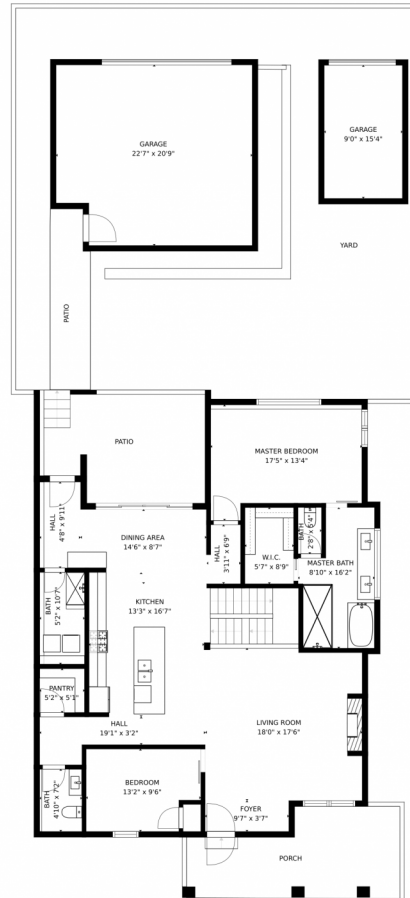 GARAGE
22'7" x 20'9"
GARAGE
9'0" x 15'4"
YARD
PATIO
PATIO
MASTER BEDROOM
17'5" x 13'4"
HALL
4'8" x 9'11"
DINING AREA
14'6" x 8'7"
HALL
3'11" x 6'9"
BATH
2'8" x 5'4"
W.I.C.
5'7" x 8'9"
MASTER BATH
8'10" x 16'2"
BATH
5'2" x 10'7"
KITCHEN
13'3" x 16'7"
PANTRY
5'2" x 5'1"
HALL
19'1" x 3'2"
LIVING ROOM
18'0" x 17'6"
BATH
4'10" x 7'2"
BEDROOM
13'2" x 9'6"
FOYER
9'7" x 3'7"
PORCH